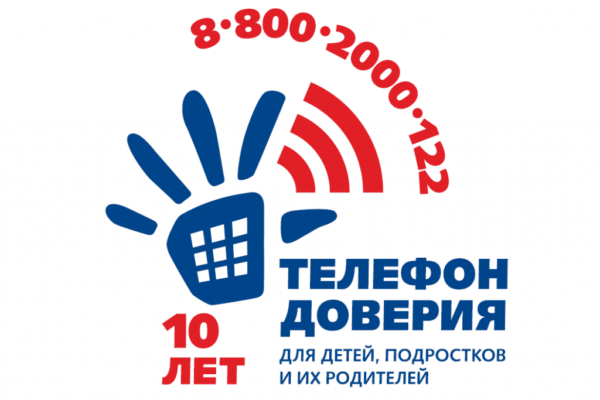 8·800·2000·122
ТЕЛЕФОН
ДОВЕРИЯ
ДЛЯ ДЕТЕЙ, ПОДРОСТКОВ
И ИХ РОДИТЕЛЕЙ
10
ЛЕТ